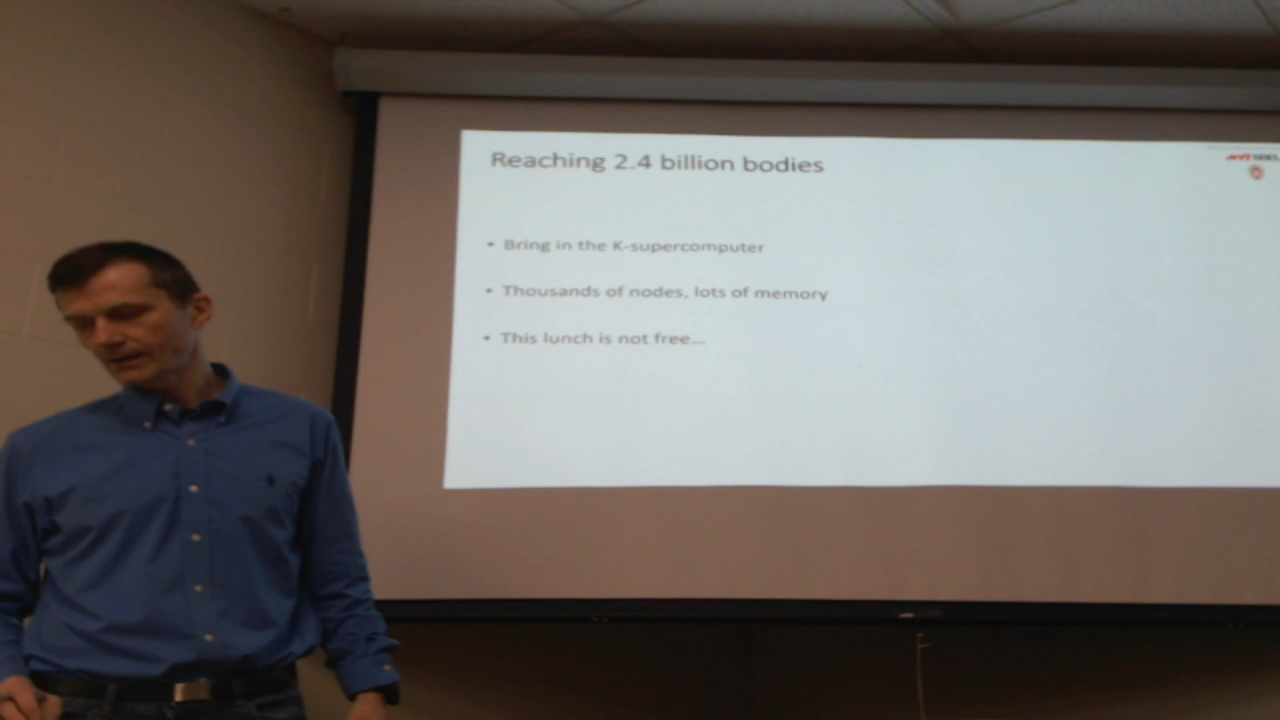 Reaching 2.4 billion bodies
• Bring in the K-supercomputer
• Thousands of nodes, lots of memory
• This lunch is not free...